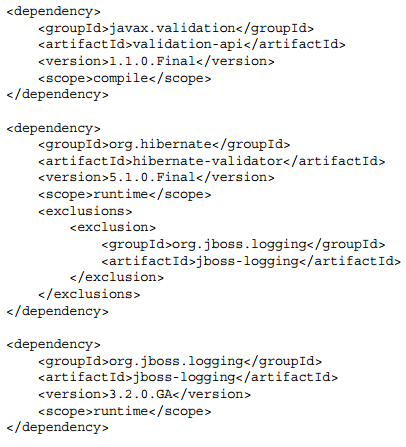 <dependency>
    <groupId>javax.validation</groupId>
    <artifactId>validation-api</artifactId>
    <version>1.1.0.Final</version>
    <scope>compile</scope>
</dependency>

<dependency>
    <groupId>org.hibernate</groupId>
    <artifactId>hibernate-validator</artifactId>
    <version>5.1.0.Final</version>
    <scope>runtime</scope>
    <exclusions>
        <exclusion>
            <groupId>org.jboss.logging</groupId>
            <artifactId>jboss-logging</artifactId>
        </exclusion>
    </exclusions>
</dependency>

<dependency>
    <groupId>org.jboss.logging</groupId>
    <artifactId>jboss-logging</artifactId>
    <version>3.2.0.GA</version>
    <scope>runtime</scope>
</dependency>